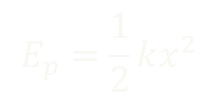 E_p = \frac{1}{2} kx^2